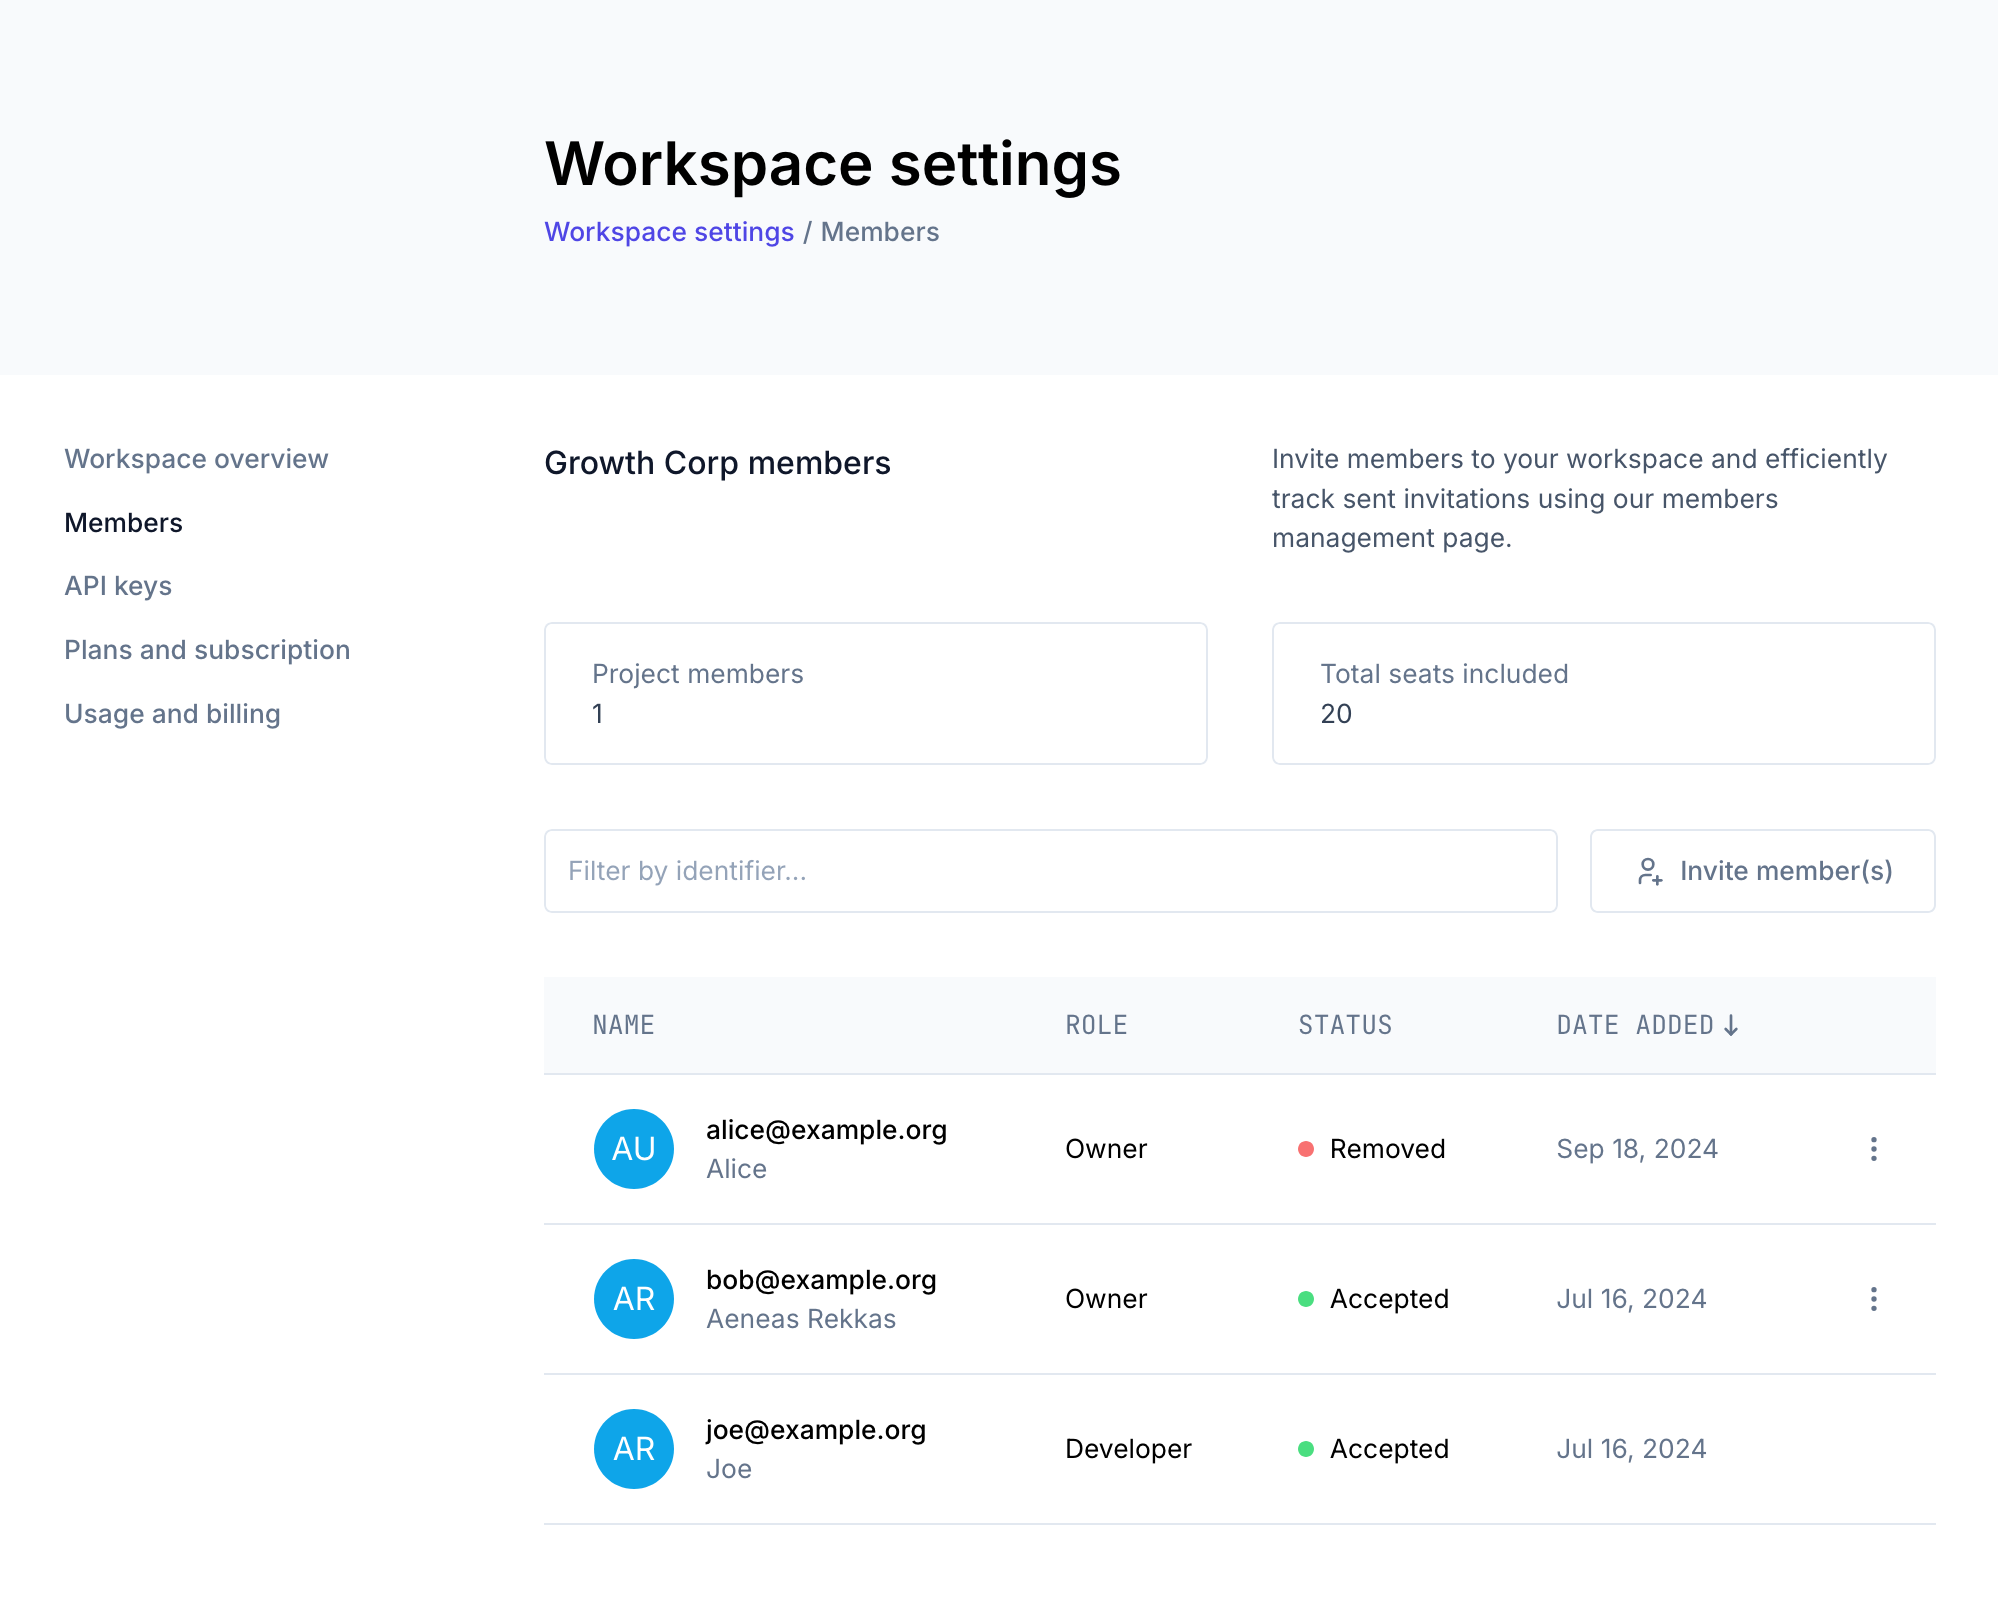 Workspace settings
Workspace settings / Members
Workspace overview
Members
API keys
Plans and subscription
Usage and billing
Growth Corp members
Invite members to your workspace and efficiently
track sent invitations using our members
management page.
Project members
1
Total seats included
20
Filter by identifier...
Invite member(s)
NAME ROLE STATUS DATE ADDED
AU
alice@example.org
Alice
Owner
Removed
Sep 18, 2024
AR
bob@example.org
Aeneas Rekkas
Owner
Accepted
Jul 16, 2024
AR
joe@example.org
Joe
Developer
Accepted
Jul 16, 2024